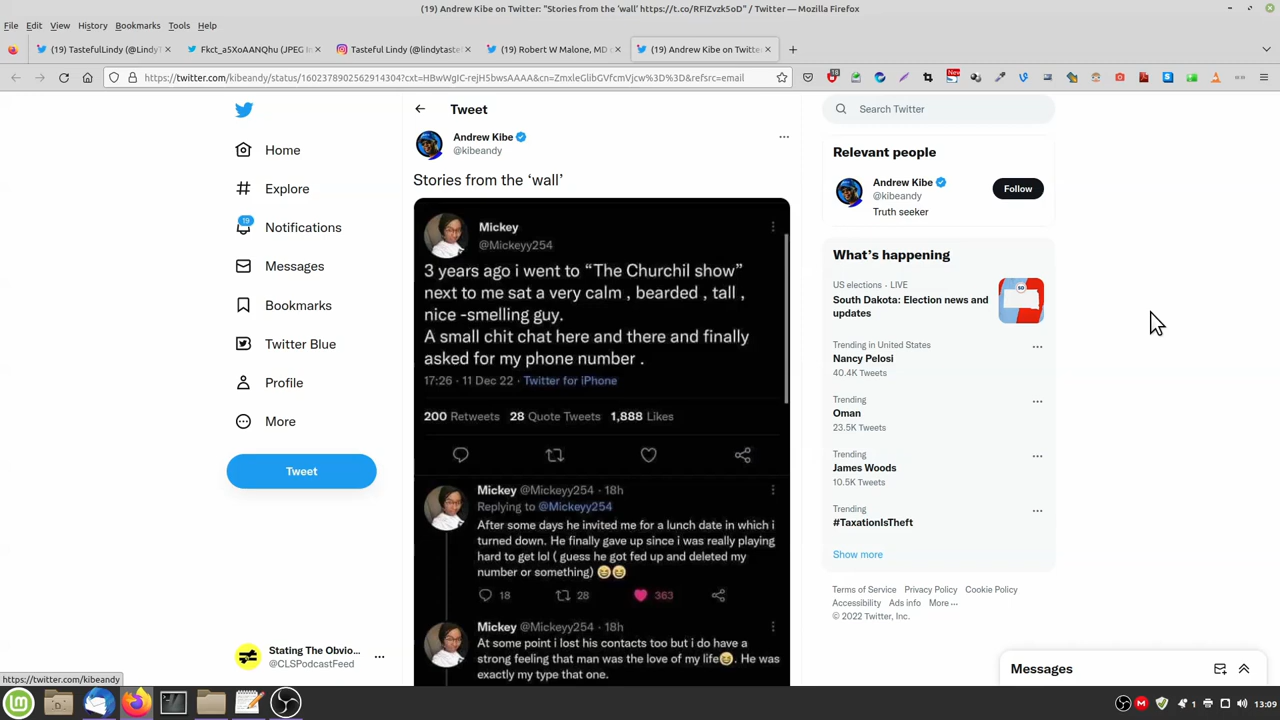 (19) Andrew Kibe on Twitter: "Stories from the 'wall' https://t.co/RFIZvzk5oD" / Twitter — Mozilla Firefox
File Edit View History Bookmarks Tools Help
(19) TastefulLindy (@LindyT
Fkct_a5XoAANQhu (JPEG In
Tasteful Lindy (@lindytaste
(19) Robert W Malone, MD
(19) Andrew Kibe on Twitte
https://twitter.com/kibeandy/status/1602378902562914304?cxt=HBwWgIC-rejH5bwsAAAA&cn=ZmxleGlibGVfcmVjcw%3D%3D&refsrc=email
18
New
Home
Explore
19
Notifications
Messages
Bookmarks
Twitter Blue
Profile
More
Tweet
Stating The Obvio...
@CLSPodcastFeed
https://twitter.com/kibeandy
Tweet
Andrew Kibe
@kibeandy
Stories from the ‘wall’
Mickey
@Mickeyy254
3 years ago i went to “The Churchil show”
next to me sat a very calm , bearded , tall ,
nice -smelling guy.
A small chit chat here and there and finally
asked for my phone number .
17:26 · 11 Dec 22 · Twitter for iPhone
200 Retweets 28 Quote Tweets 1,888 Likes
Mickey @Mickeyy254 · 18h
Replying to @Mickeyy254
After some days he invited me for a lunch date in which i
turned down. He finally gave up since i was really playing
hard to get lol ( guess he got fed up and deleted my
number or something) 😆😆
18 28 363
Mickey @Mickeyy254 · 18h
At some point i lost his contacts too but i do have a
strong feeling that man was the love of my life😆. He was
exactly my type that one.
Search Twitter
Relevant people
Andrew Kibe
@kibeandy
Follow
Truth seeker
What’s happening
US elections · LIVE
South Dakota: Election news and
updates
Trending in United States
Nancy Pelosi
40.4K Tweets
Trending
Oman
23.5K Tweets
Trending
James Woods
10.5K Tweets
Trending
#TaxationIsTheft
Show more
Terms of Service Privacy Policy Cookie Policy
Accessibility Ads info More ···
© 2022 Twitter, Inc.
Messages
1
13:09